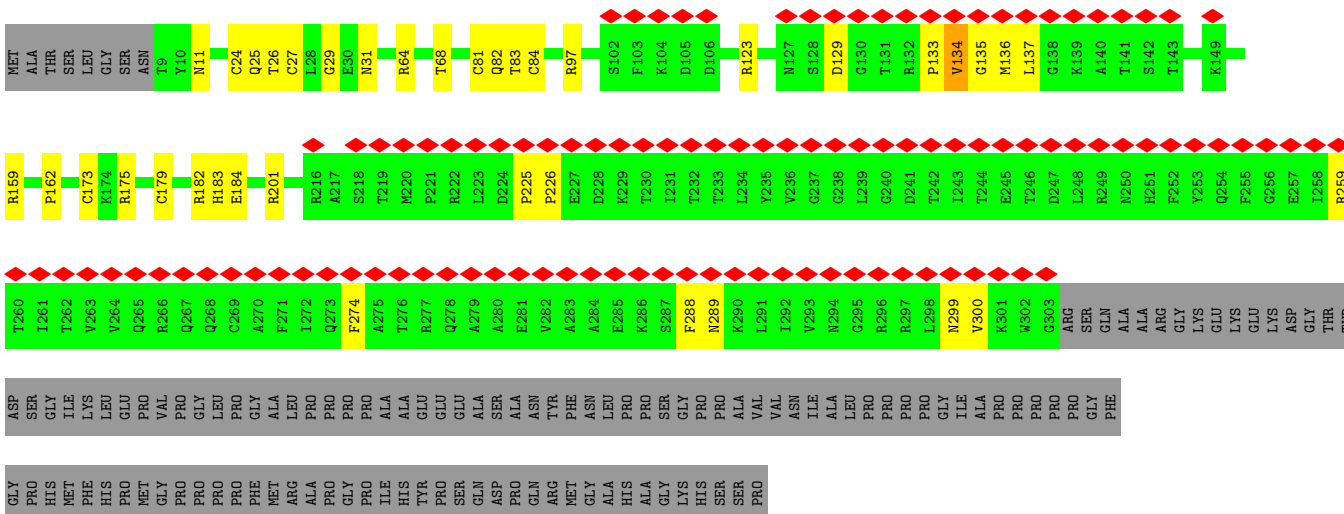 MET ALA THR SER LEU GLY SER ASN T9 Y10 N11 C24 Q25 T26 C27 L28 G29 E30 N31 R64 T68 C81 Q82 T83 C84 R97 S102 F103 K104 D105 D106 R123 N127 S128 D129 G130 T131 R132 P133 V134 G135 M136 L137 G138 K139 A140 T141 S142 T143 K149
R159 P162 C173 K174 R175 C179 R182 H183 E184 R201 R216 A217 S218 T219 M220 P221 R222 L223 D224 P225 P226 E227 D228 K229 T230 I231 T232 T233 L234 Y235 V236 G237 G238 L239 G240 D241 T242 I243 T244 E245 T246 D247 L248 R249 N250 H251 F252 Y253 Q254 F255 G256 E257 I258 R259
T260 I261 T262 V263 V264 Q265 R266 Q267 Q268 C269 A270 F271 I272 Q273 F274 A275 T276 R277 Q278 A279 A280 E281 V282 A283 A284 E285 K286 S287 F288 N289 K290 L291 I292 V293 N294 G295 R296 R297 L298 N299 V300 K301 W302 G303 ARG SER GLN ALA ALA ARG GLY LYS GLU LYS GLU LYS ASP GLY THR
ASP SER GLY ILE LYS LEU GLU PRO VAL PRO GLY LEU PRO GLY ALA LEU PRO PRO PRO PRO ALA ALA GLU GLU GLU ALA SER ALA ASN TYR PHE ASN LEU PRO PRO SER GLY PRO PRO ALA VAL VAL ASN ILE ALA LEU PRO PRO PRO PRO GLY ILE ALA PRO PRO PRO PRO PRO GLY PHE
GLY PRO HIS MET PHE HIS PRO MET GLY PRO PRO PRO PRO PHE MET ARG ALA PRO GLY PRO ILE HIS TYR PRO SER GLN ASP PRO GLN ARG MET GLY ALA HIS ALA GLY LYS HIS SER SER PRO